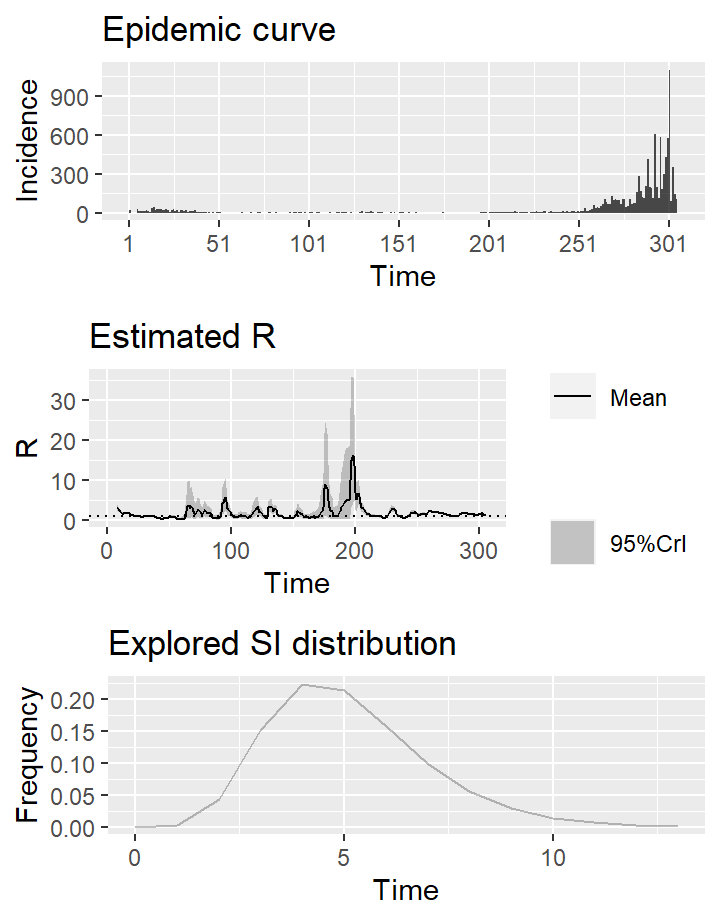 Epidemic curve
Incidence
900
600
300
0
1 51 101 151 201 251 301
Time
Estimated R
R
30
20
10
0
0 100 200 300
Time
Mean
95%CrI
Explored SI distribution
Frequency
0.20
0.15
0.10
0.05
0.00
0 5 10
Time